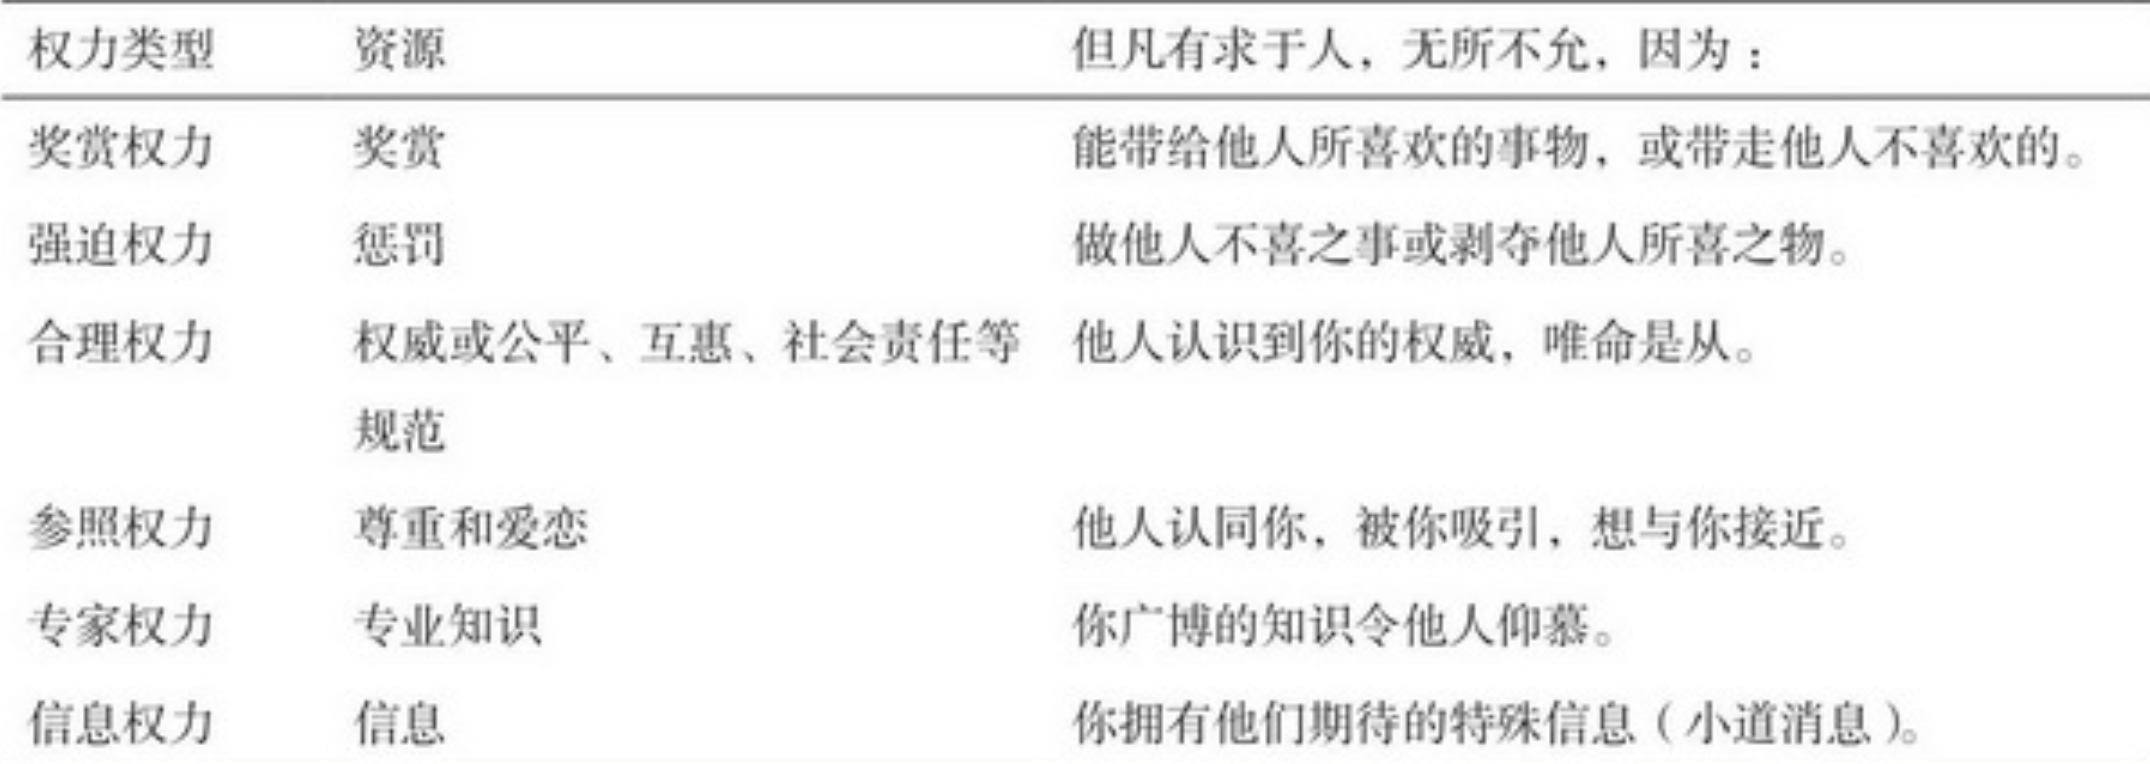 权力类型 资源 但凡有求于人，无所不允，因为：
奖赏权力 奖赏 能带给他人所喜欢的事物，或带走他人不喜欢的。
强迫权力 惩罚 做他人不喜之事或剥夺他人所喜之物。
合理权力 权威或公平、互惠、社会责任等 他人认识到你的权威，唯命是从。
规范
参照权力 尊重和爱恋 他人认同你，被你吸引，想与你接近。
专家权力 专业知识 你广博的知识令他人仰慕。
信息权力 信息 你拥有他们期待的特殊信息（小道消息）。